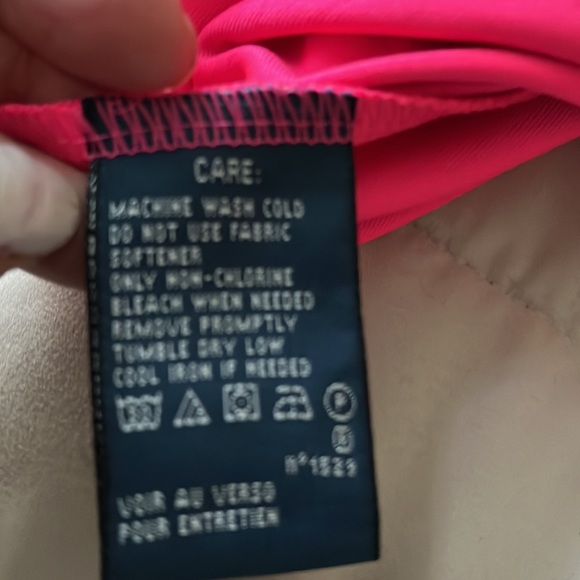 CARE:
MACHINE WASH COLD
DO NOT USE FABRIC
SOFTENER
ONLY NON-CHLORINE
BLEACH WHEN NEEDED
REMOVE PROMPTLY
TUMBLE DRY LOW
COOL IRON IF NEEDED
P
VOIR AU VERSO
POUR ENTRETIEN